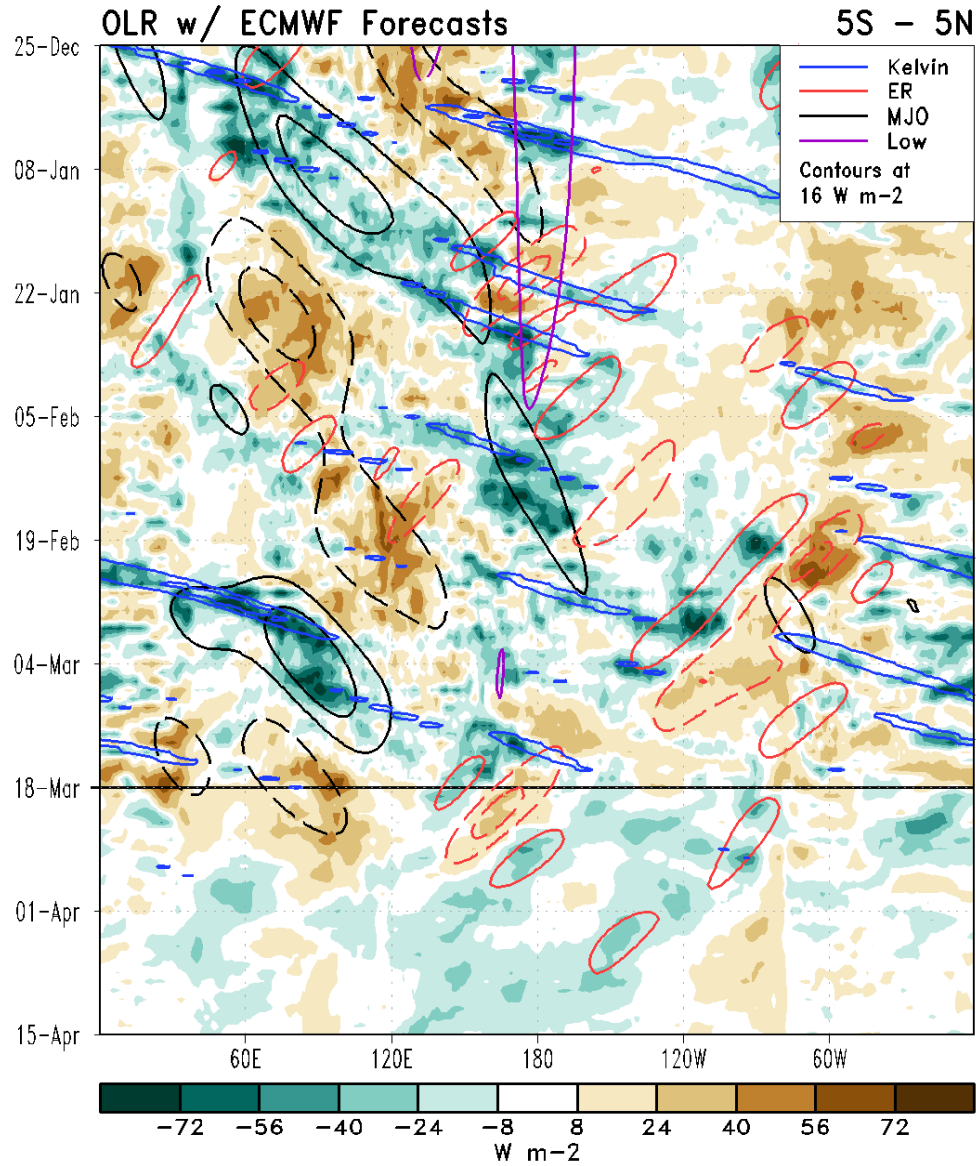 OLR w/ ECMWF Forecasts 5S - 5N
25-Dec
08-Jan
22-Jan
05-Feb
19-Feb
04-Mar
18-Mar
01-Apr
15-Apr
Kelvin
ER
MJO
Low
Contours at
16 W m-2
60E 120E 180 120W 60W
-72 -56 -40 -24 -8 8 24 40 56 72
W m-2